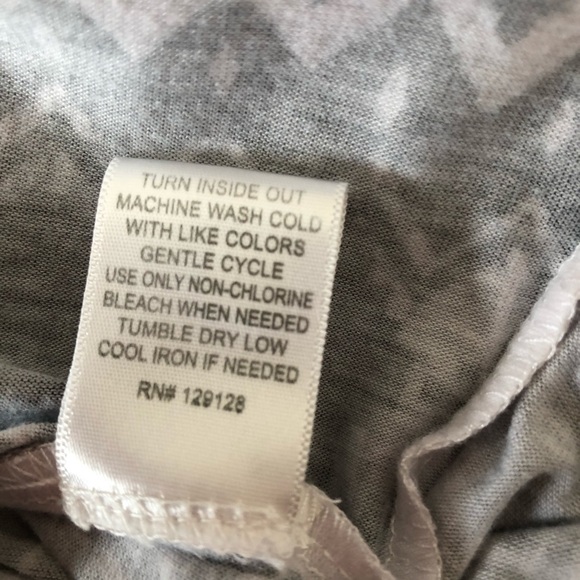 TURN INSIDE OUT
MACHINE WASH COLD
WITH LIKE COLORS
GENTLE CYCLE
USE ONLY NON-CHLORINE
BLEACH WHEN NEEDED
TUMBLE DRY LOW
COOL IRON IF NEEDED
RN# 129128